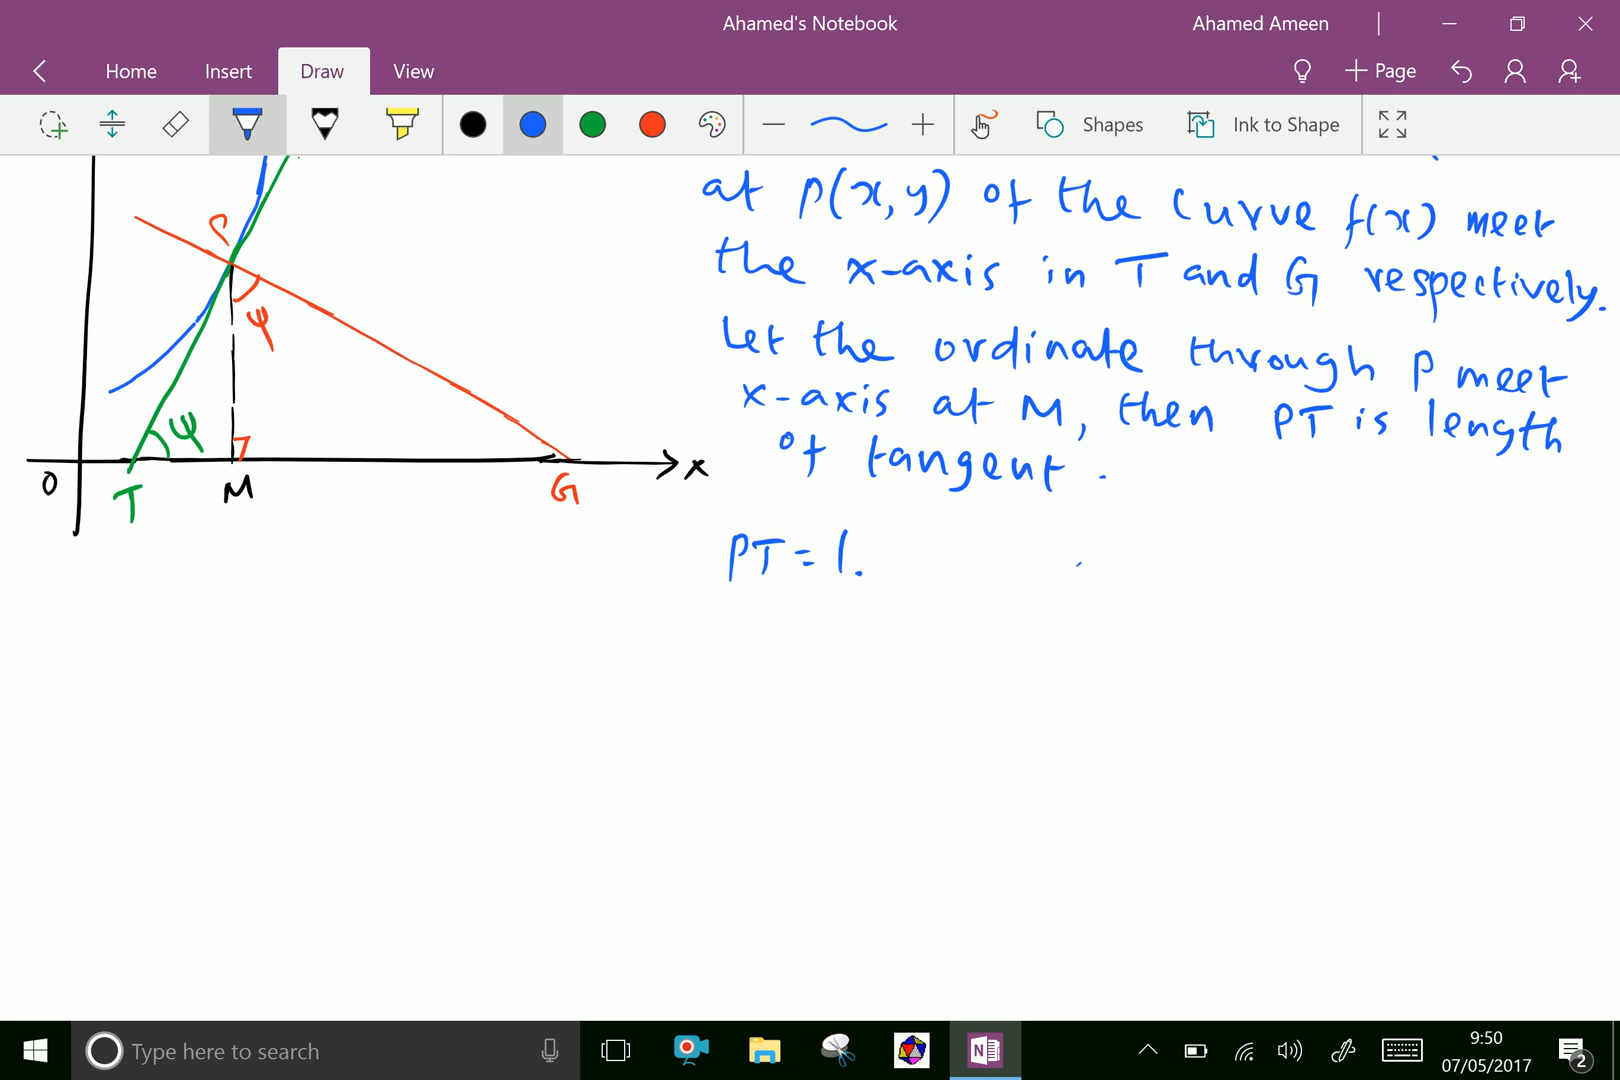 Ahamed's Notebook
Ahamed Ameen
Home Insert Draw View
Page
Shapes
Ink to Shape
at P(x,y) of the curve f(x) meet
the x-axis in T and G respectively.
Let the ordinate through P meet
x-axis at M, then PT is length
of tangent.
PT = l.
P
ψ
ψ
O
T
M
G
x
Type here to search
9:50
07/05/2017
2